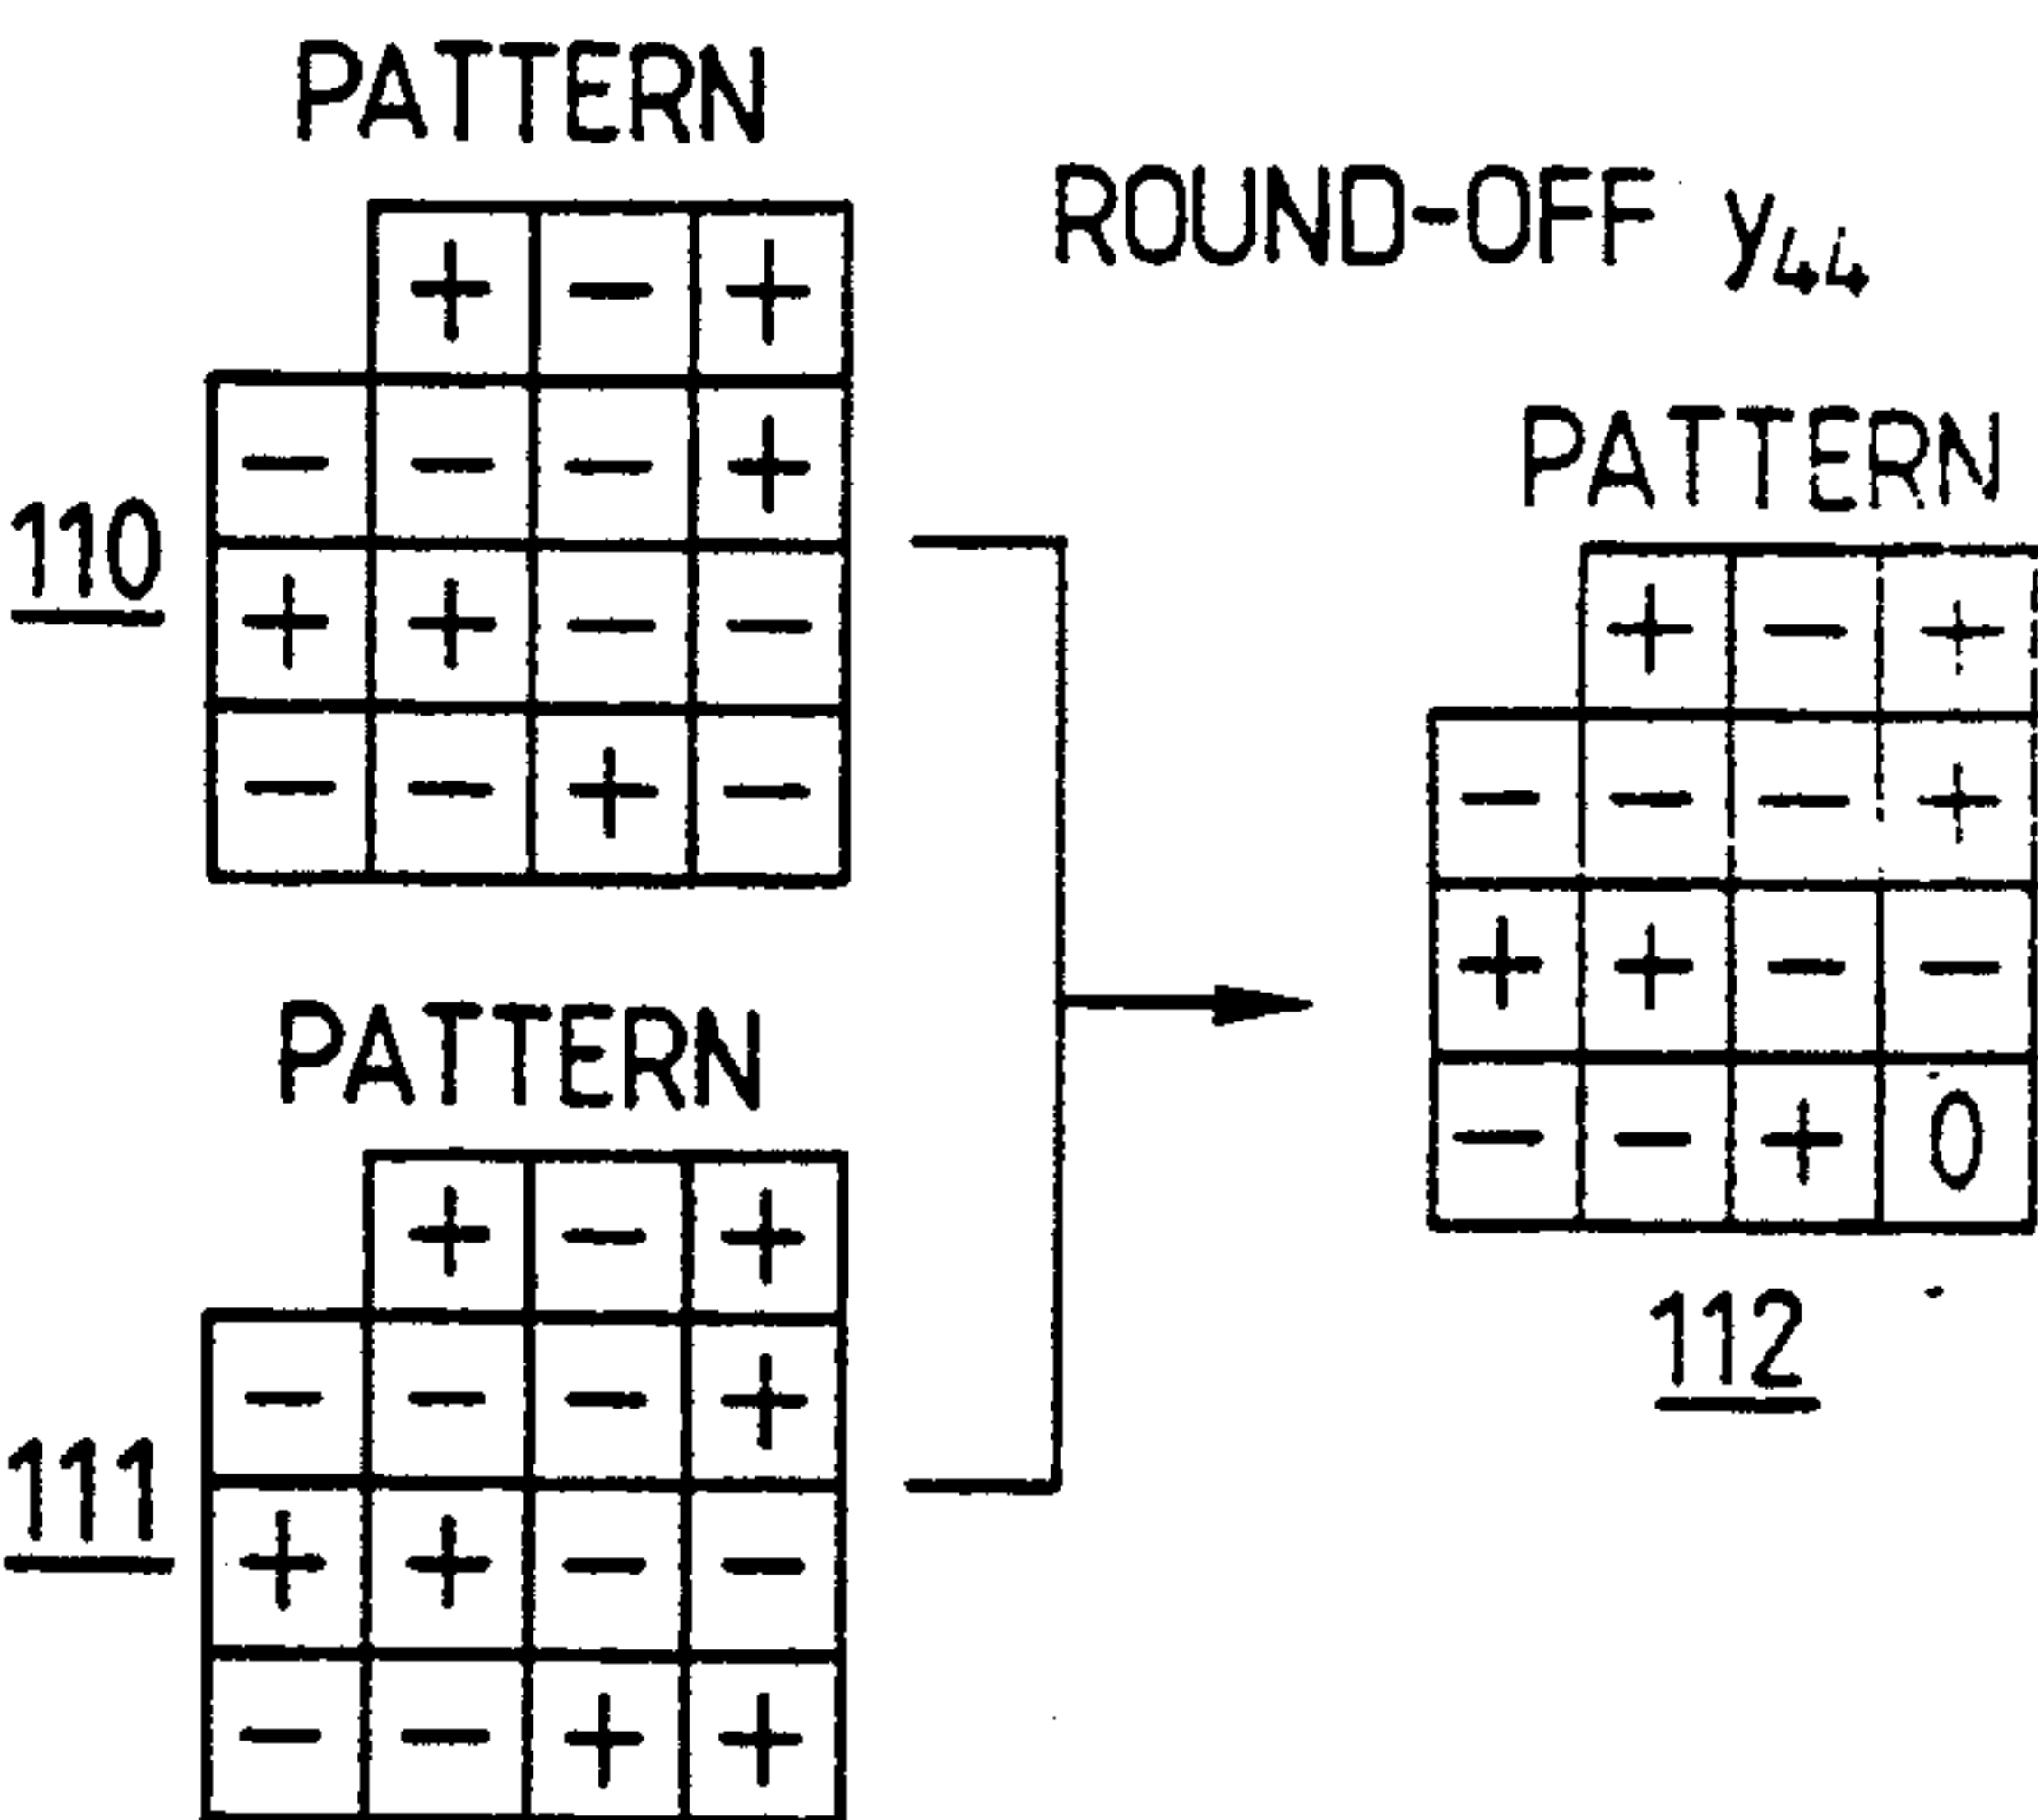 PATTERN
+ - +
- - - +
110
+ + - -
- - + -
PATTERN
+ - +
- - - +
111
+ + - -
- - + +
ROUND-OFF y44
PATTERN
+ - +
- - - +
+ + - -
- - + 0
112